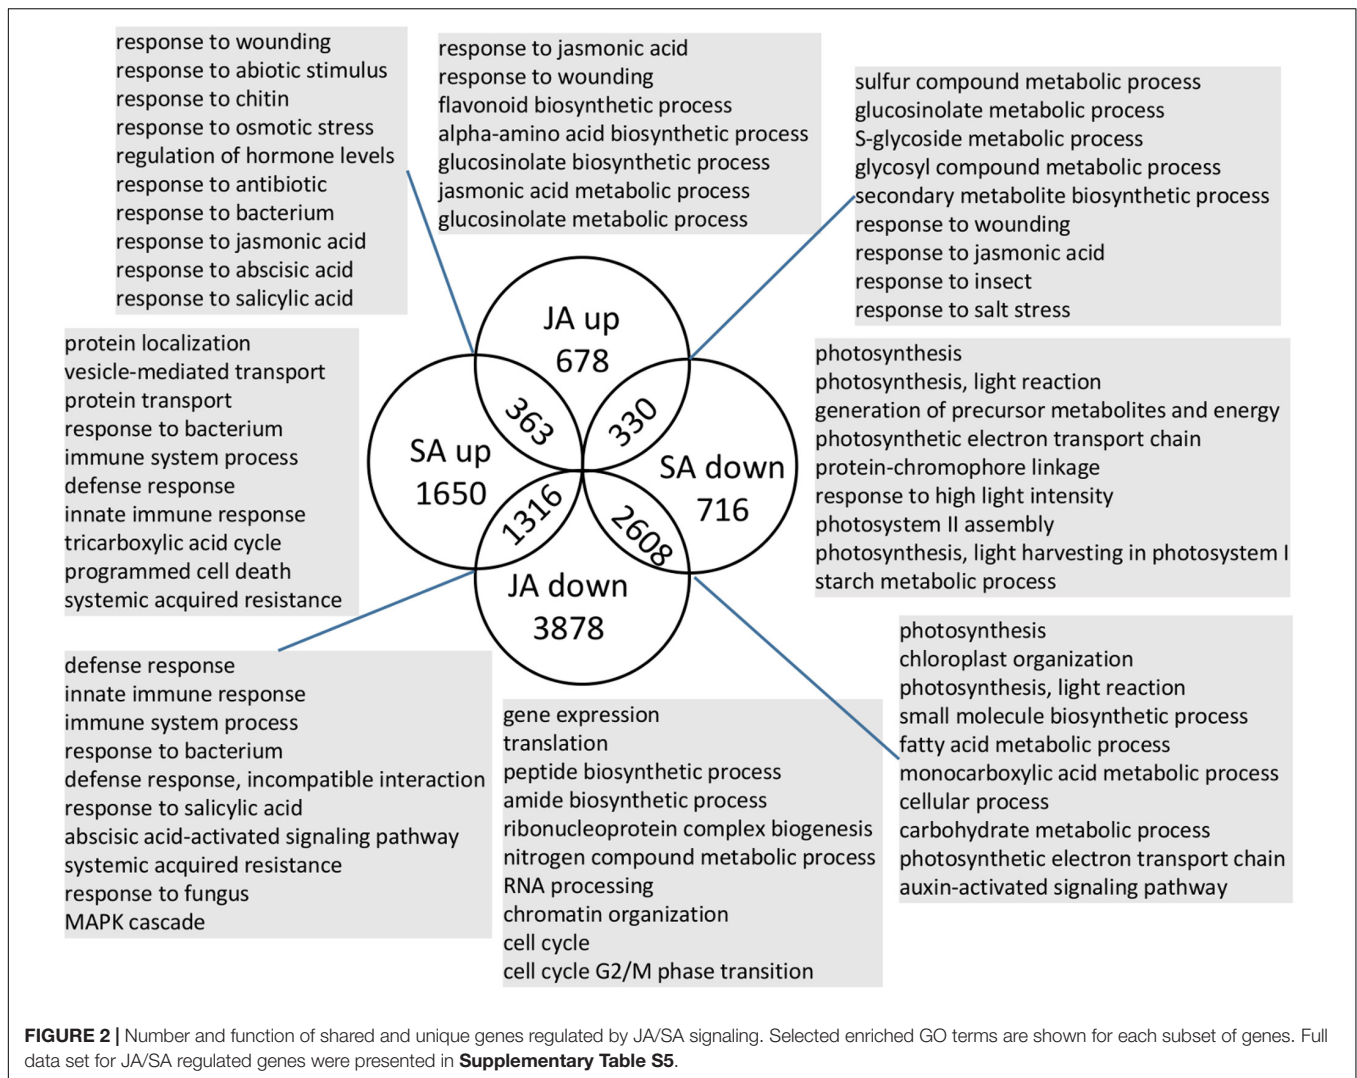 response to wounding
response to abiotic stimulus
response to chitin
response to osmotic stress
regulation of hormone levels
response to antibiotic
response to bacterium
response to jasmonic acid
response to abscisic acid
response to salicylic acid
response to jasmonic acid
response to wounding
flavonoid biosynthetic process
alpha-amino acid biosynthetic process
glucosinolate biosynthetic process
jasmonic acid metabolic process
glucosinolate metabolic process
sulfur compound metabolic process
glucosinolate metabolic process
S-glycoside metabolic process
glycosyl compound metabolic process
secondary metabolite biosynthetic process
response to wounding
response to jasmonic acid
response to insect
response to salt stress
protein localization
vesicle-mediated transport
protein transport
response to bacterium
immune system process
defense response
innate immune response
tricarboxylic acid cycle
programmed cell death
systemic acquired resistance
JA up
678
363
330
SA up
1650
SA down
716
1316
2608
JA down
3878
photosynthesis
photosynthesis, light reaction
generation of precursor metabolites and energy
photosynthetic electron transport chain
protein-chromophore linkage
response to high light intensity
photosystem II assembly
photosynthesis, light harvesting in photosystem I
starch metabolic process
defense response
innate immune response
immune system process
response to bacterium
defense response, incompatible interaction
response to salicylic acid
abscisic acid-activated signaling pathway
systemic acquired resistance
response to fungus
MAPK cascade
gene expression
translation
peptide biosynthetic process
amide biosynthetic process
ribonucleoprotein complex biogenesis
nitrogen compound metabolic process
RNA processing
chromatin organization
cell cycle
cell cycle G2/M phase transition
photosynthesis
chloroplast organization
photosynthesis, light reaction
small molecule biosynthetic process
fatty acid metabolic process
monocarboxylic acid metabolic process
cellular process
carbohydrate metabolic process
photosynthetic electron transport chain
auxin-activated signaling pathway
FIGURE 2 | Number and function of shared and unique genes regulated by JA/SA signaling. Selected enriched GO terms are shown for each subset of genes. Full
data set for JA/SA regulated genes were presented in Supplementary Table S5.